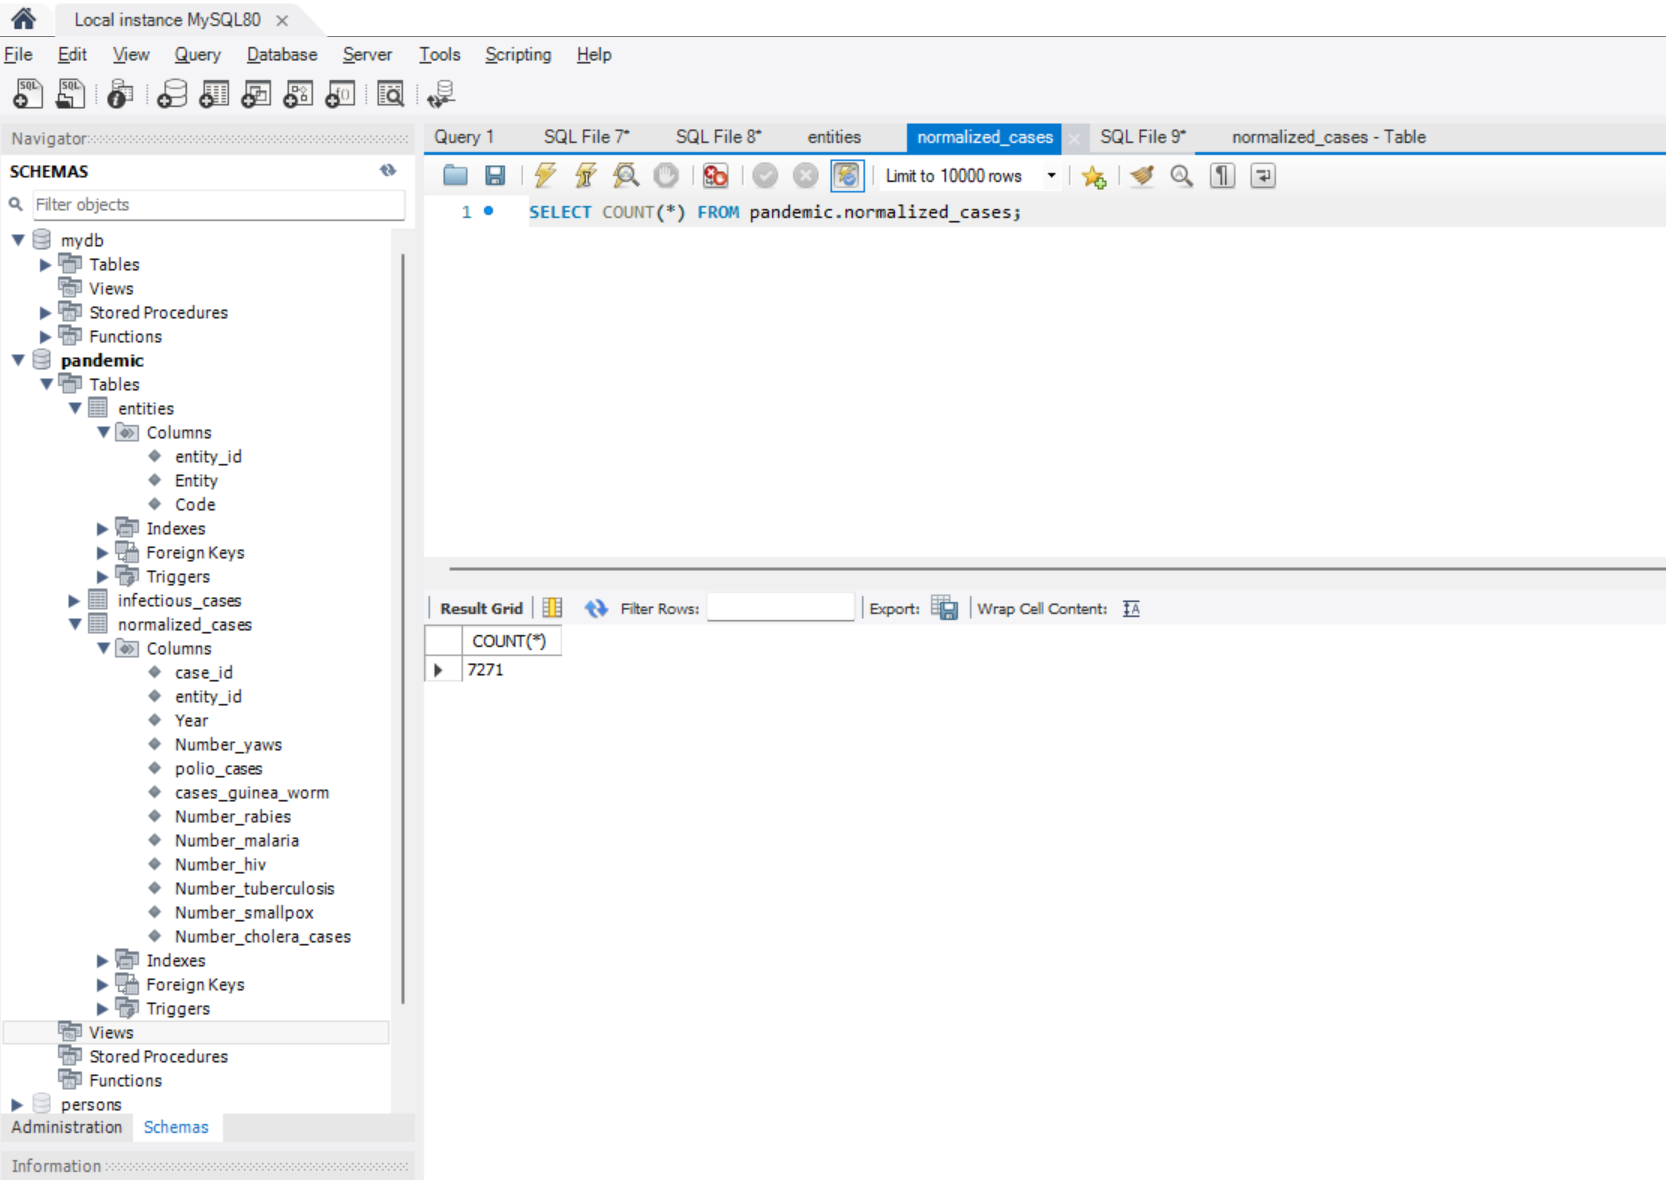 Local instance MySQL80
File Edit View Query Database Server Tools Scripting Help
Navigator
SCHEMAS
Filter objects
mydb
Tables
Views
Stored Procedures
Functions
pandemic
Tables
entities
Columns
entity_id
Entity
Code
Indexes
Foreign Keys
Triggers
infectious_cases
normalized_cases
Columns
case_id
entity_id
Year
Number_yaws
polio_cases
cases_guinea_worm
Number_rabies
Number_malaria
Number_hiv
Number_tuberculosis
Number_smallpox
Number_cholera_cases
Indexes
Foreign Keys
Triggers
Views
Stored Procedures
Functions
persons
Administration Schemas
Information
Query 1 SQL File 7* SQL File 8* entities normalized_cases SQL File 9* normalized_cases - Table
Limit to 10000 rows
1 SELECT COUNT(*) FROM pandemic.normalized_cases;
Result Grid Filter Rows: Export: Wrap Cell Content:
COUNT(*)
7271